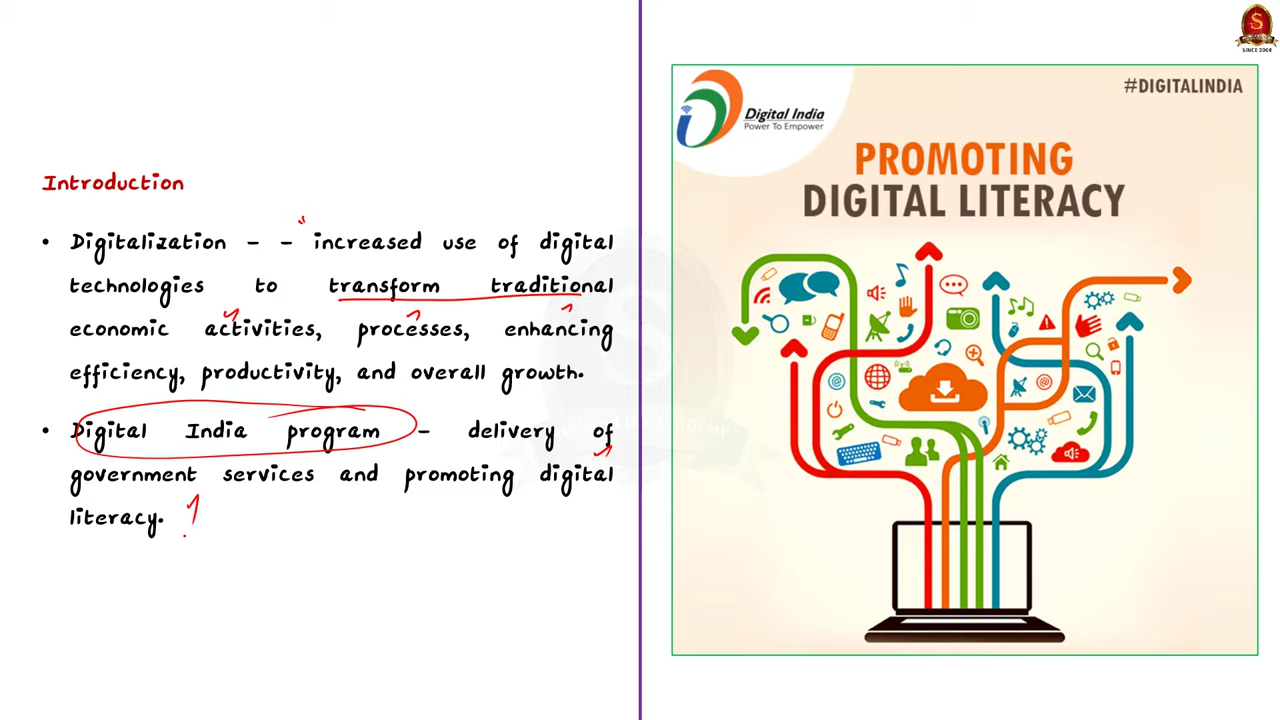 Introduction
• Digitalization – – increased use of digital
technologies to transform traditional
economic activities, processes, enhancing
efficiency, productivity, and overall growth.
• Digital India program – delivery of
government services and promoting digital
literacy.
SINCE 2004
Digital India
Power To Empower
#DIGITALINDIA
PROMOTING
DIGITAL LITERACY